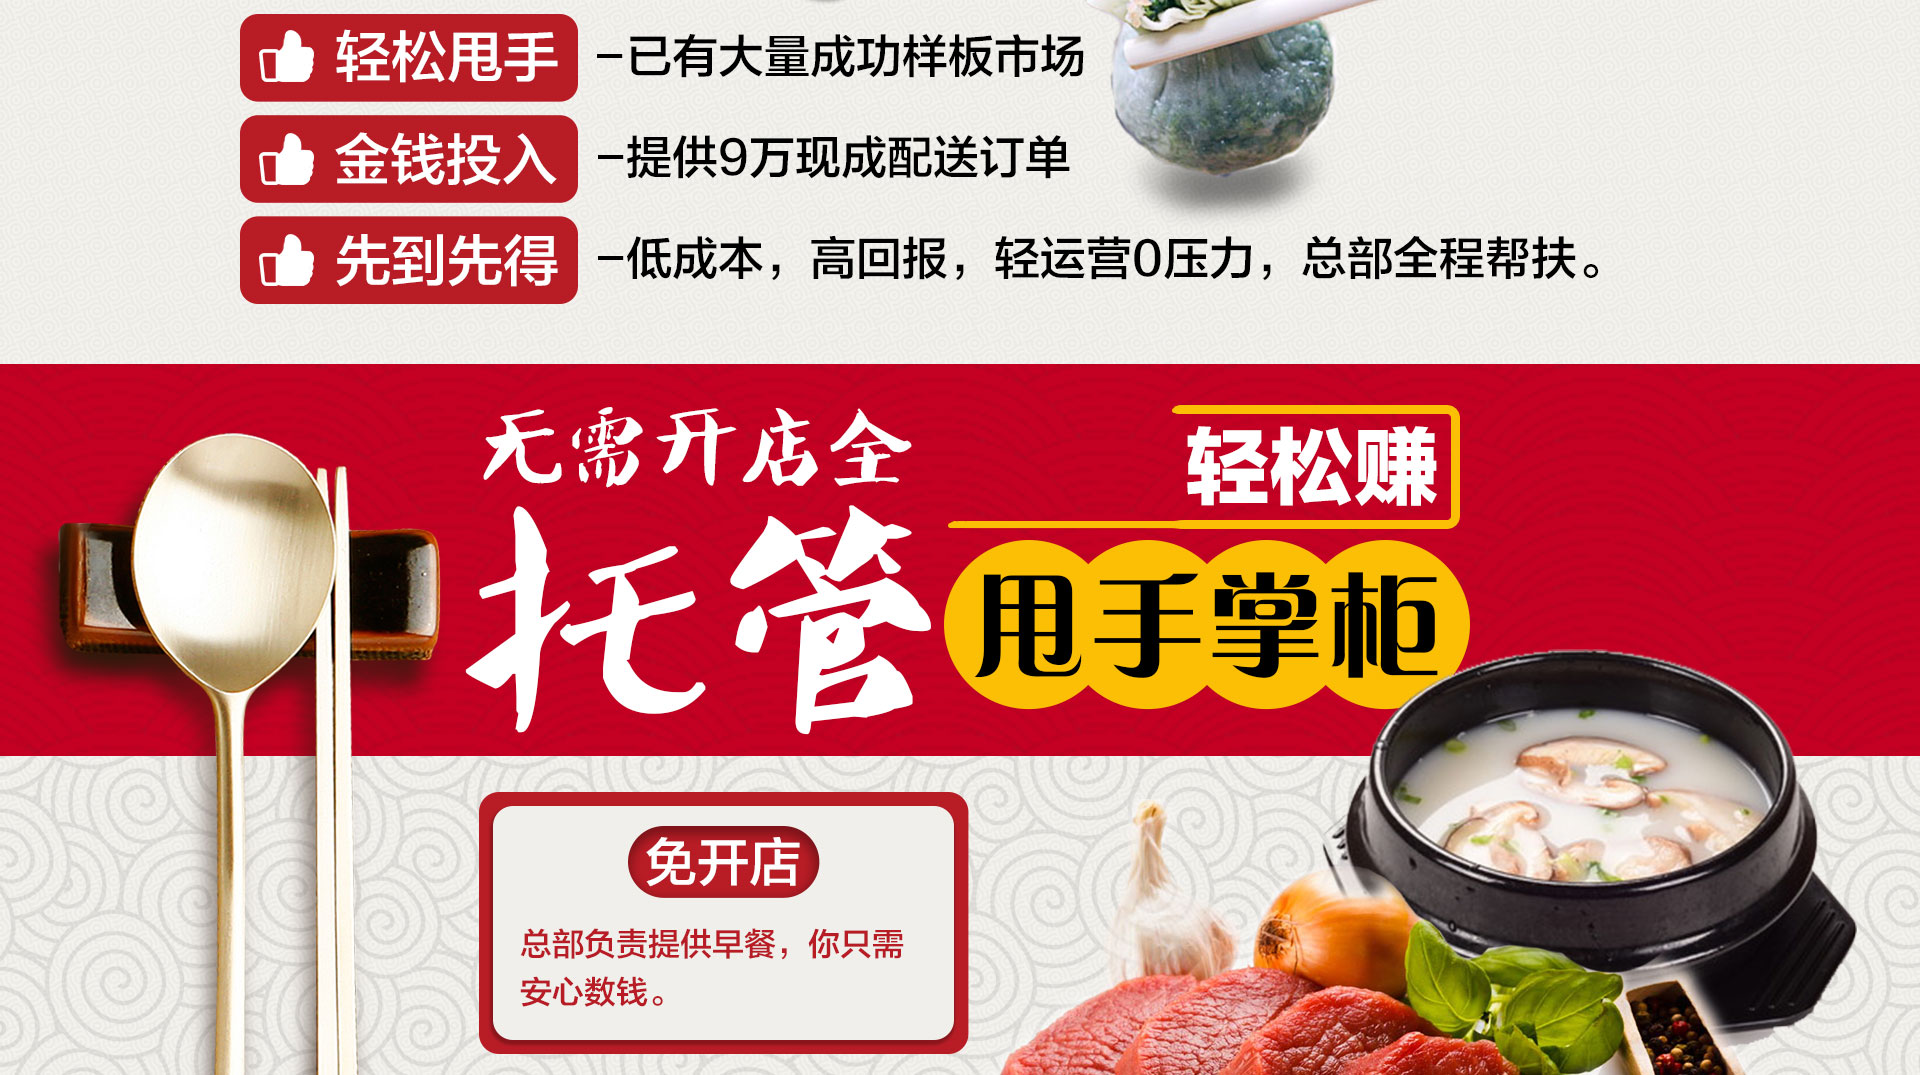 轻松甩手 -已有大量成功样板市场
金钱投入 -提供9万现成配送订单
先到先得 -低成本，高回报，轻运营0压力，总部全程帮扶。
无需开店全
托管
轻松赚
甩手掌柜
免开店
总部负责提供早餐，你只需
安心数钱。